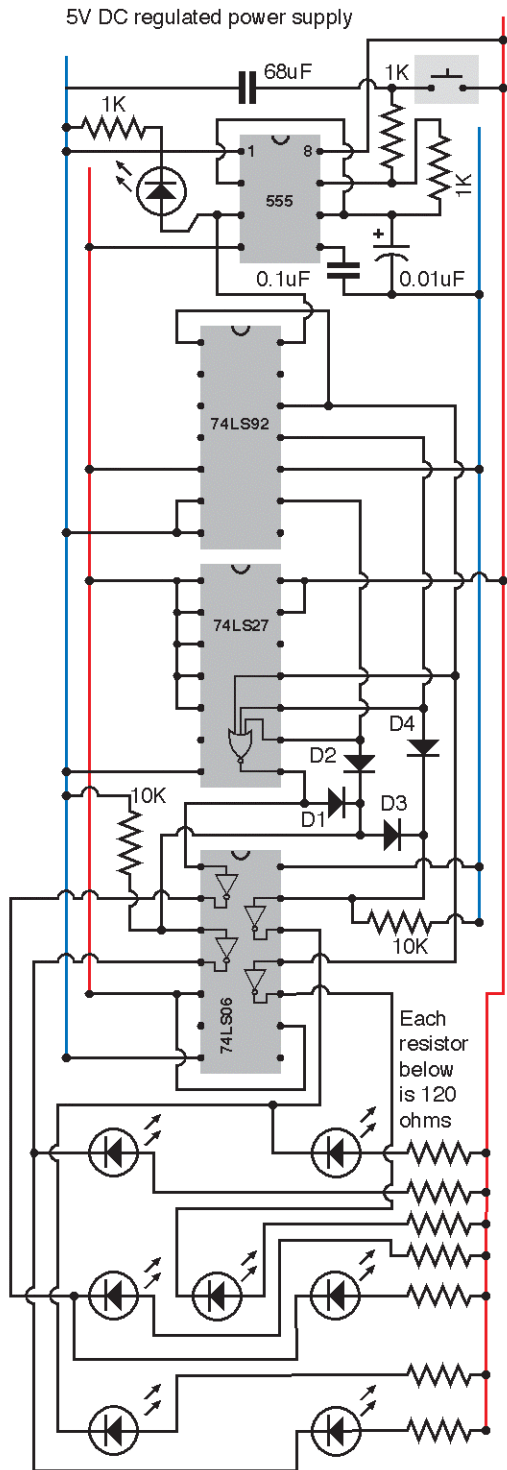 5V DC regulated power supply
68uF
1K
1K
1
8
555
1K
+
0.1uF
0.01uF
74LS92
74LS27
D4
D2
D1
D3
10K
10K
74LS06
Each
resistor
below
is 120
ohms